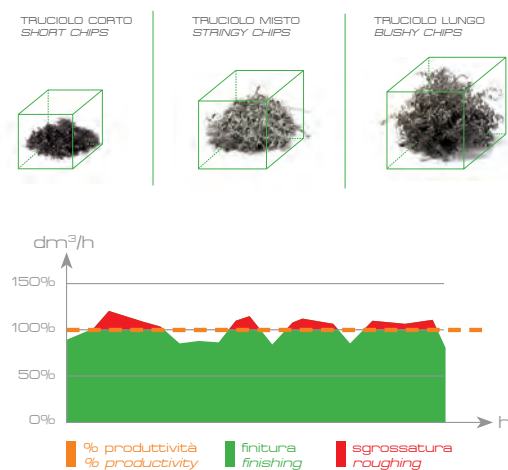 TRUCIOLO CORTO
SHORT CHIPS
TRUCIOLO MISTO
STRINGY CHIPS
TRUCIOLO LUNGO
BUSHY CHIPS
dm³/h
150%
100%
50%
0%
h
% produttività
% productivity
finitura
finishing
sgrossatura
roughing